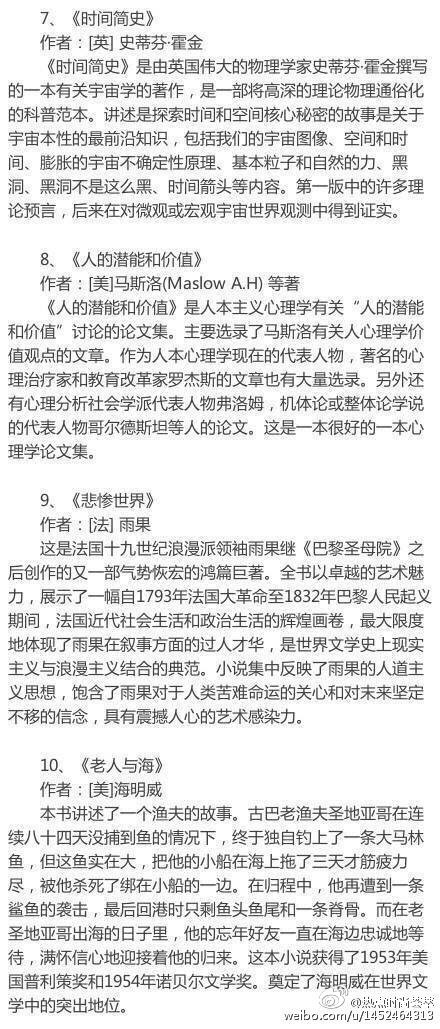 7、《时间简史》
作者：[英] 史蒂芬·霍金
《时间简史》是由英国伟大的物理学家史蒂芬·霍金撰写
的一本有关宇宙学的著作，是一部将高深的理论物理通俗化
的科普范本。讲述是探索时间和空间核心秘密的故事是关于
宇宙本性的最前沿知识，包括我们的宇宙图像、空间和时
间、膨胀的宇宙不确定性原理、基本粒子和自然的力、黑
洞、黑洞不是这么黑、时间箭头等内容。第一版中的许多理
论预言，后来在对微观或宏观宇宙世界观测中得到证实。
8、《人的潜能和价值》
作者：[美]马斯洛(Maslow A.H) 等著
《人的潜能和价值》是人本主义心理学有关“人的潜能
和价值”讨论的论文集。主要选录了马斯洛有关人心理学价
值观点的文章。作为人本心理学现在的代表人物，著名的心
理治疗家和教育改革家罗杰斯的文章也有大量选录。另外还
有心理分析社会学派代表人物弗洛姆，机体论或整体论学说
的代表人物哥尔德斯坦等人的论文。这是一本很好的一本心
理学论文集。
9、《悲惨世界》
作者：[法] 雨果
这是法国十九世纪浪漫派领袖雨果继《巴黎圣母院》之
后创作的又一部气势恢宏的鸿篇巨著。全书以卓越的艺术魅
力，展示了一幅自1793年法国大革命至1832年巴黎人民起义
期间，法国近代社会生活和政治生活的辉煌画卷，最大限度
地体现了雨果在叙事方面的过人才华，是世界文学史上现实
主义与浪漫主义结合的典范。小说集中反映了雨果的人道主
义思想，饱含了雨果对于人类苦难命运的关心和对末来坚定
不移的信念，具有震撼人心的艺术感染力。
10、《老人与海》
作者：[美]海明威
本书讲述了一个渔夫的故事。古巴老渔夫圣地亚哥在连
续八十四天没捕到鱼的情况下，终于独自钓上了一条大马林
鱼，但这鱼实在大，把他的小船在海上拖了三天才筋疲力
尽，被他杀死了绑在小船的一边。在归程中，他再遭到一条
鲨鱼的袭击，最后回港时只剩鱼头鱼尾和一条脊骨。而在老
圣地亚哥出海的日子里，他的忘年好友一直在海边忠诚地等
待，满怀信心地迎接着他的归来。这本小说获得了1953年美
国普利策奖和1954年诺贝尔文学奖。奠定了海明威在世界文
学中的突出地位。
weibo.com/u/1452464313